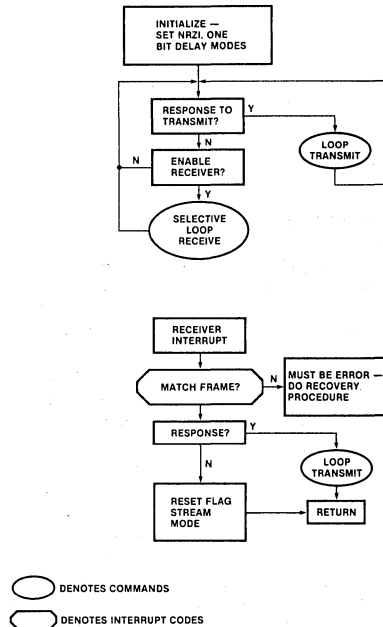 INITIALIZE —
SET NRZI, ONE
BIT DELAY MODES
RESPONSE TO
TRANSMIT?
Y
LOOP
TRANSMIT
N
ENABLE
RECEIVER?
N
Y
SELECTIVE
LOOP
RECEIVE
RECEIVER
INTERRUPT
MATCH FRAME?
N
MUST BE ERROR —
DO RECOVERY.
PROCEDURE
RESPONSE?
Y
LOOP
TRANSMIT
N
RESET FLAG
STREAM
MODE
RETURN
DENOTES COMMANDS
DENOTES INTERRUPT CODES